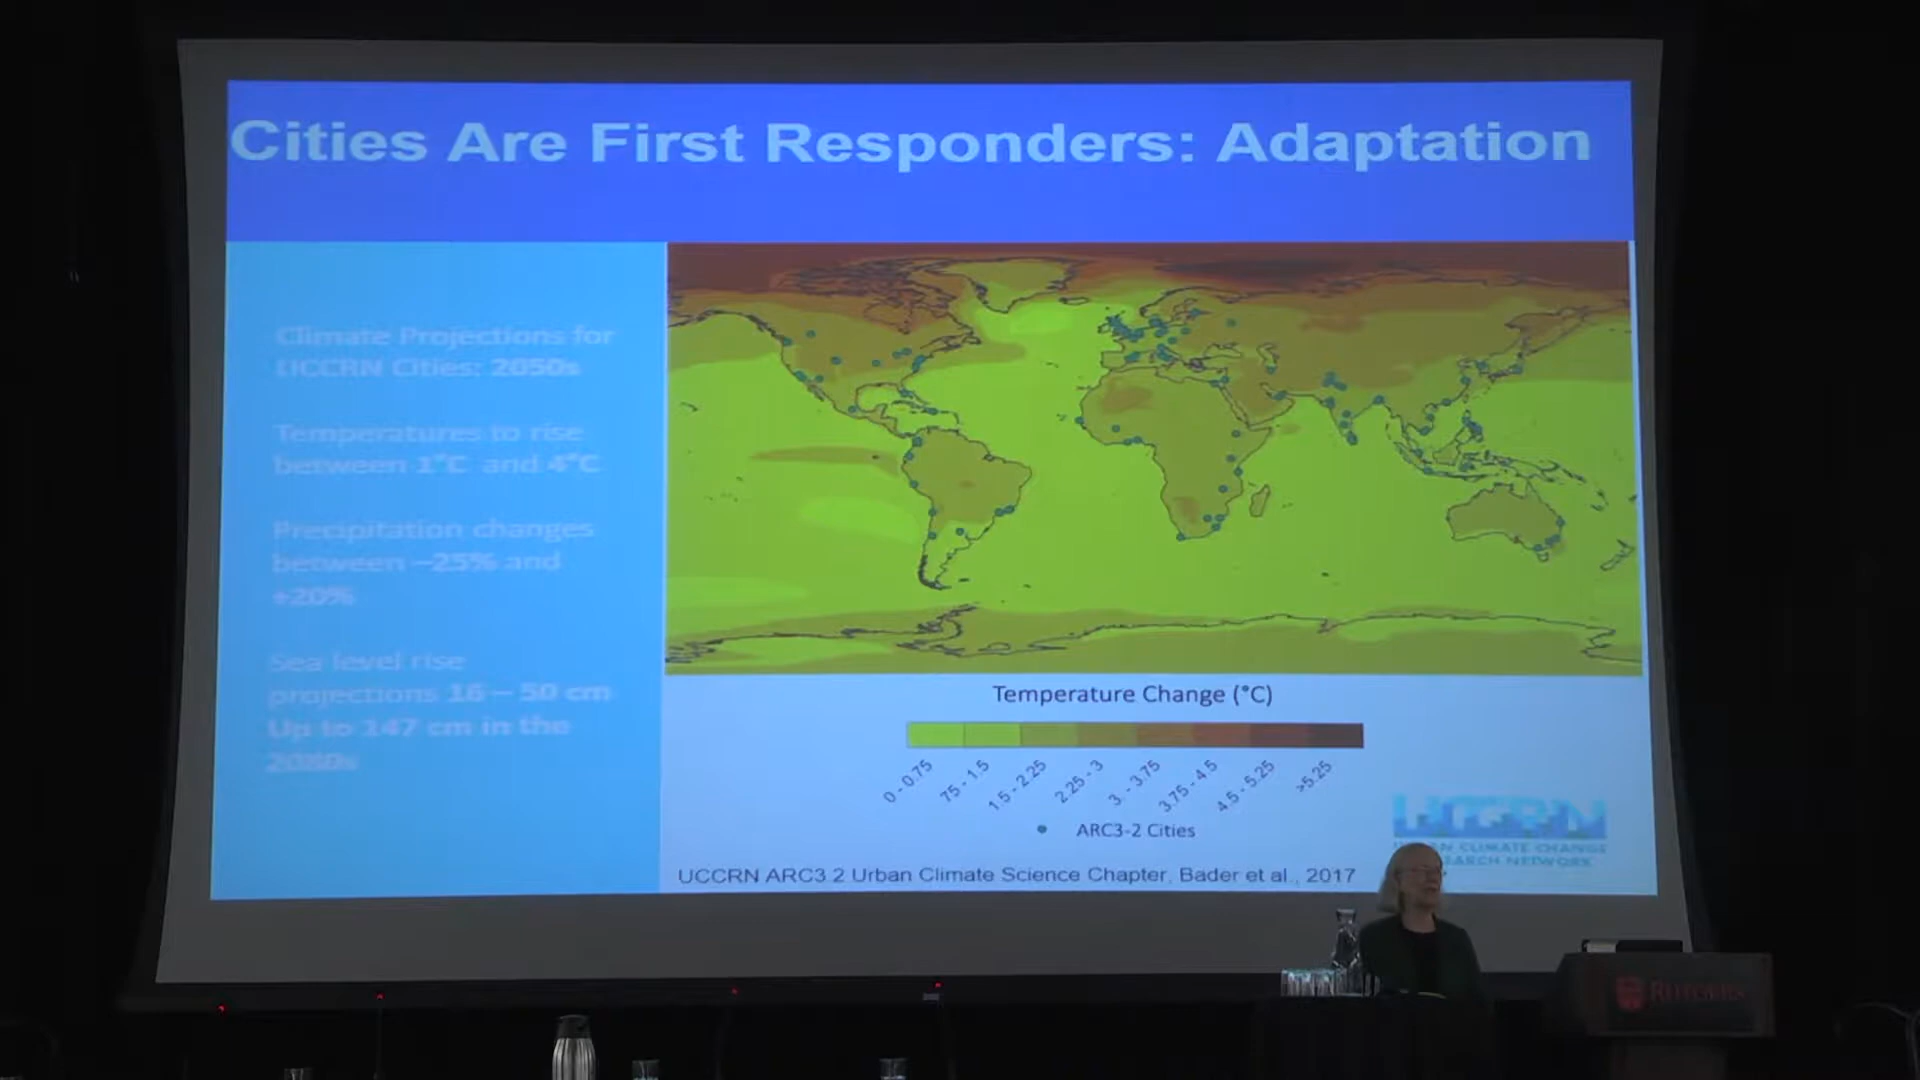 Cities Are First Responders: Adaptation
Climate Projections for
UCCRN Cities: 2050s
Temperatures to rise
between 1°C and 4°C
Precipitation changes
between –25% and
+20%
Sea level rise
projections 16 – 50 cm
Up to 147 cm in the
2080s
Temperature Change (°C)
0 - 0.75
75 - 1.5
1.5 - 2.25
2.25 - 3
3. - 3.75
3.75 - 4.5
4.5 - 5.25
>5.25
ARC3-2 Cities
UCCRN
CLIMATE CHANGE
NETWORK
UCCRN ARC3.2 Urban Climate Science Chapter, Bader et al., 2017
RUTGERS